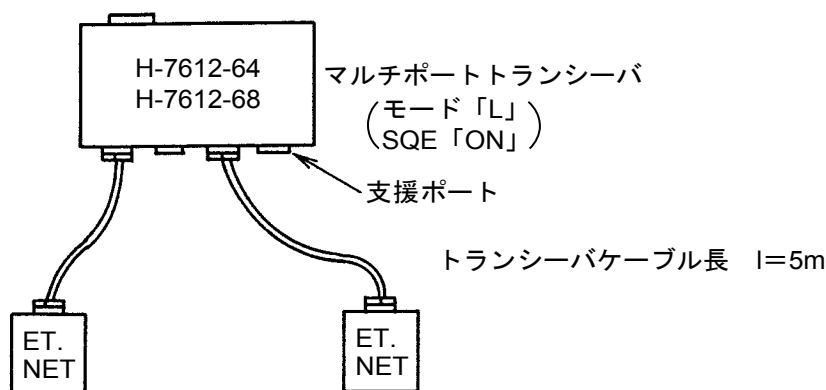 H-7612-64
H-7612-68
マルチポートトランシーバ
(モード「L」
SQE「ON」)
支援ポート
トランシーバケーブル長 l=5m
ET.
NET
ET.
NET